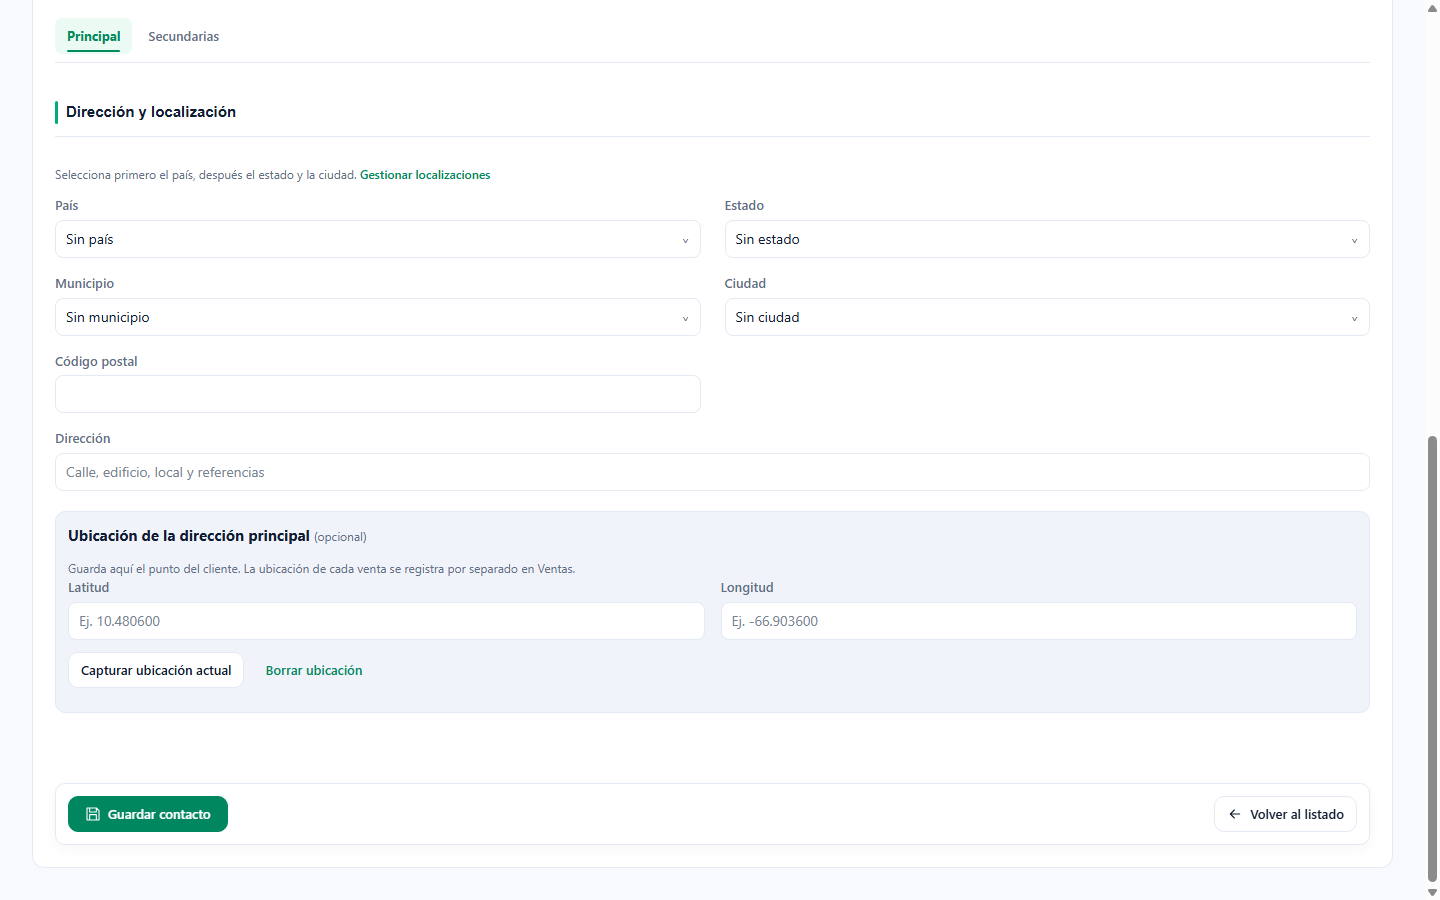 Principal
Secundarias
Dirección y localización
Selecciona primero el país, después el estado y la ciudad. Gestionar localizaciones
País
Estado
Sin país
Sin estado
Municipio
Ciudad
Sin municipio
Sin ciudad
Código postal
Dirección
Calle, edificio, local y referencias
Ubicación de la dirección principal (opcional)
Guarda aquí el punto del cliente. La ubicación de cada venta se registra por separado en Ventas.
Latitud
Longitud
Ej. 10.480600
Ej. -66.903600
Capturar ubicación actual
Borrar ubicación
Guardar contacto
Volver al listado